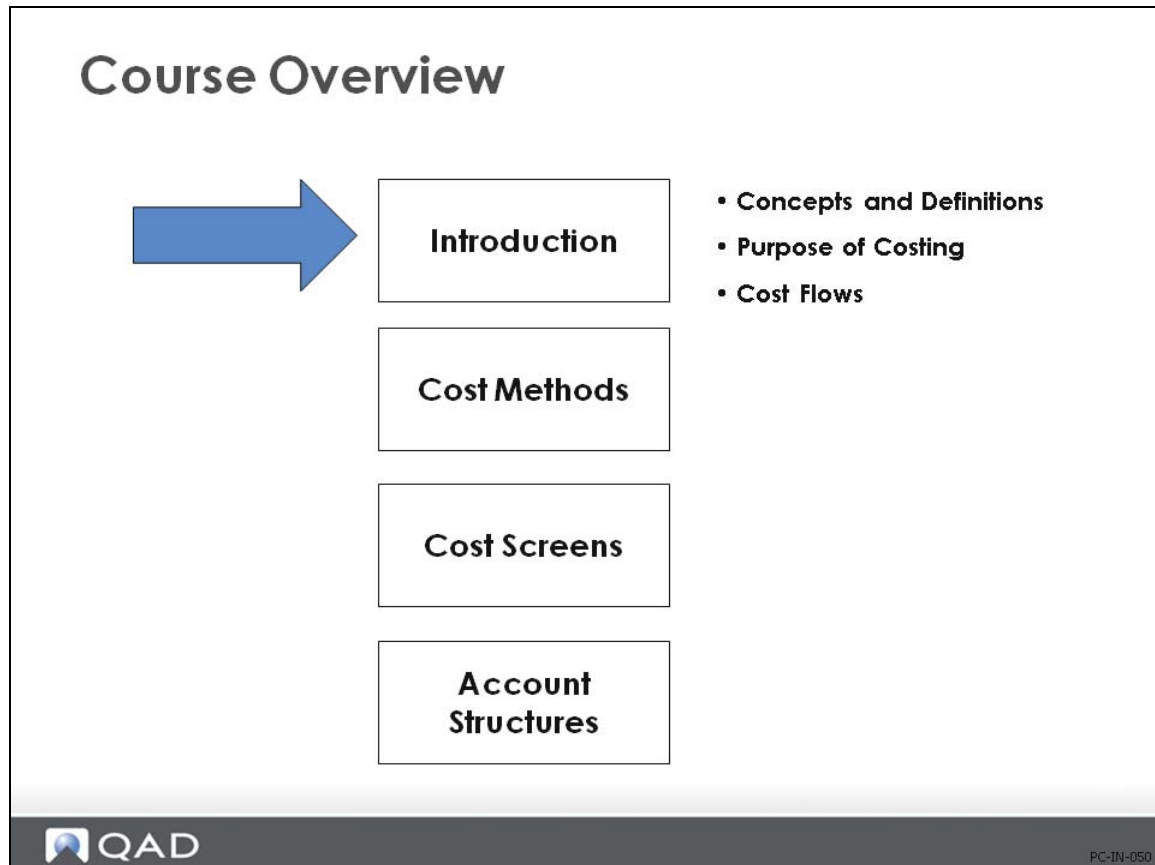 Course Overview
Introduction
• Concepts and Definitions
• Purpose of Costing
• Cost Flows
Cost Methods
Cost Screens
Account
Structures
QAD
PC-IN-050